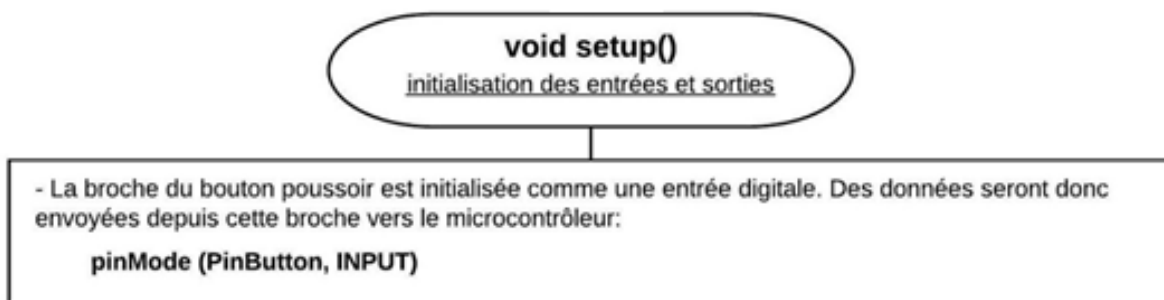 void setup()
initialisation des entrées et sorties
- La broche du bouton poussoir est initialisée comme une entrée digitale. Des données seront donc
envoyées depuis cette broche vers le microcontrôleur:
pinMode (PinButton, INPUT)